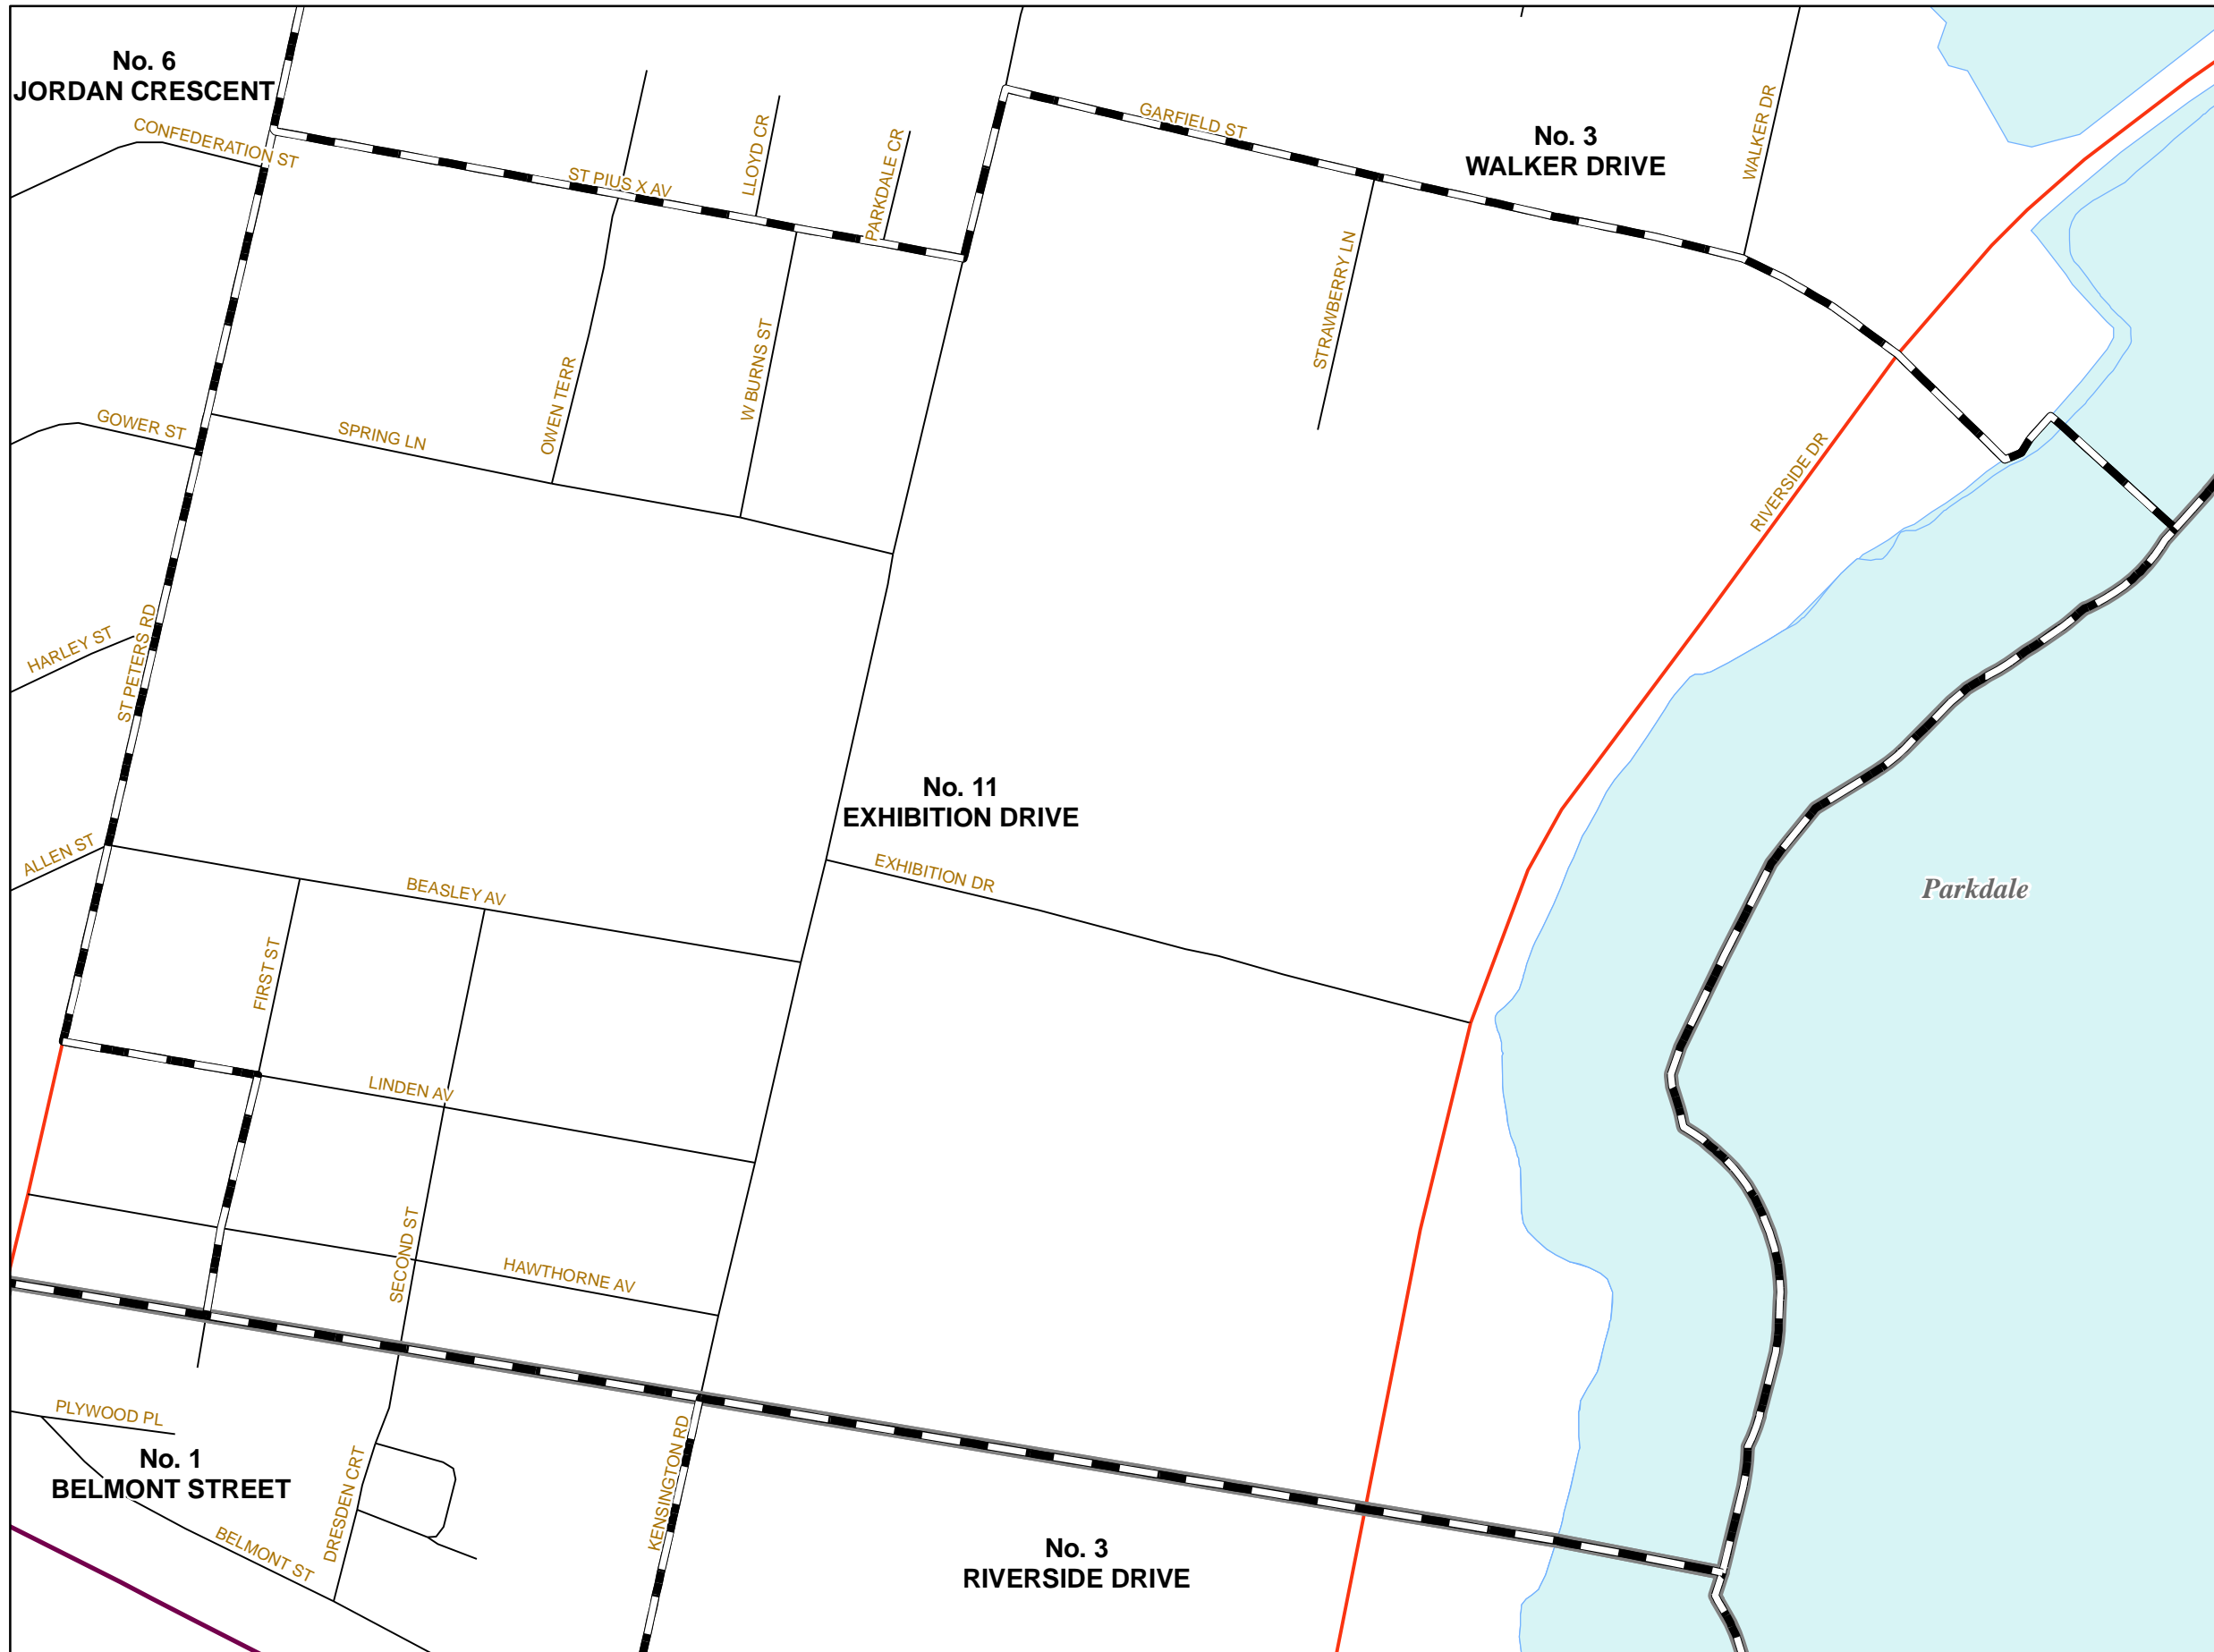 No. 6
JORDAN CRESCENT
CONFEDERATION ST
ST PIUS X AV
LLOYD CR
PARKDALE CR
GARFIELD ST
No. 3
WALKER DRIVE
WALKER DR
STRAWBERRY LN
GOWER ST
SPRING LN
OWEN TERR
W BURNS ST
RIVERSIDE DR
HARLEY ST
ST PETERS RD
No. 11
EXHIBITION DRIVE
ALLEN ST
BEASLEY AV
EXHIBITION DR
Parkdale
FIRST ST
LINDEN AV
SECOND ST
HAWTHORNE AV
PLYWOOD PL
No. 1
BELMONT STREET
BELMONT ST
DRESDEN CRT
KENSINGTON RD
No. 3
RIVERSIDE DRIVE